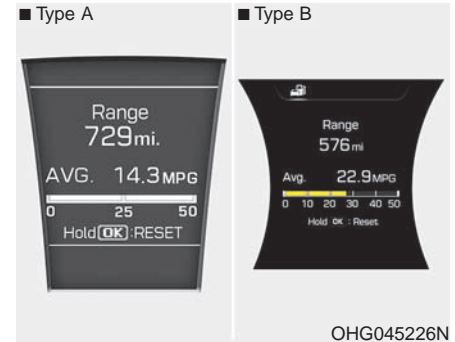 ■ Type A
■ Type B
Range
729mi.
AVG. 14.3MPG
0 25 50
Hold OK :RESET
Range
576mi
Avg. 22.9MPG
0 10 20 30 40 50
Hold OK : Reset
OHG045226N